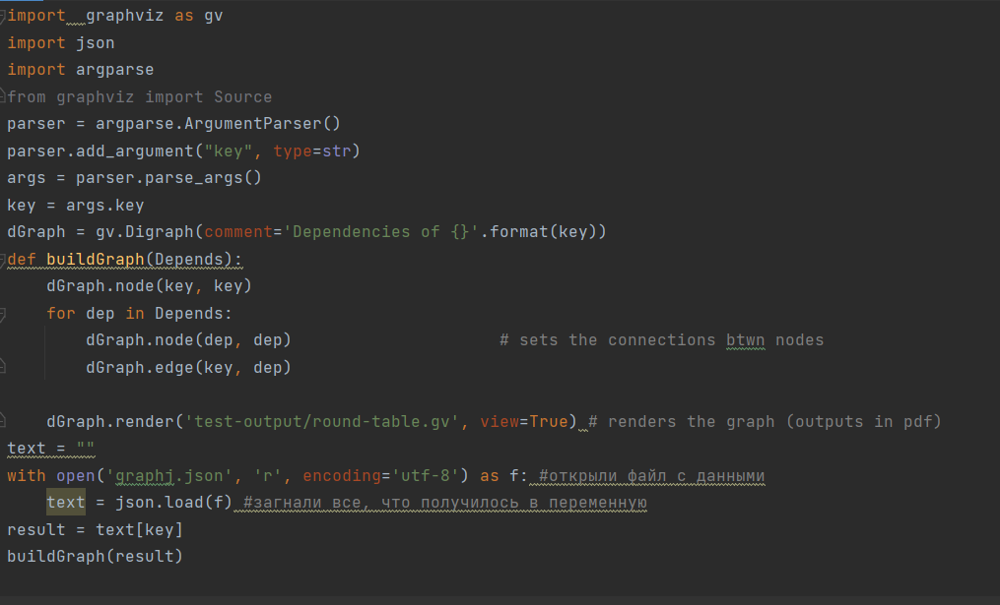 import  graphviz as gv
import json
import argparse
from graphviz import Source
parser = argparse.ArgumentParser()
parser.add_argument("key", type=str)
args = parser.parse_args()
key = args.key
dGraph = gv.Digraph(comment='Dependencies of {}'.format(key))
def buildGraph(Depends):
    dGraph.node(key, key)
    for dep in Depends:
        dGraph.node(dep, dep)                     # sets the connections btwn nodes
        dGraph.edge(key, dep)
    dGraph.render('test-output/round-table.gv', view=True) # renders the graph (outputs in pdf)
text = ""
with open('graphj.json', 'r', encoding='utf-8') as f: #открыли файл с данными
    text = json.load(f) #загнали все, что получилось в переменную
result = text[key]
buildGraph(result)